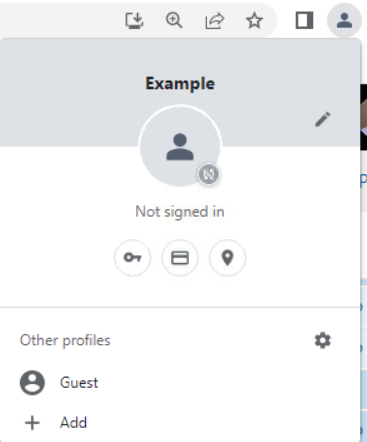 Example
Not signed in
Other profiles
Guest
Add